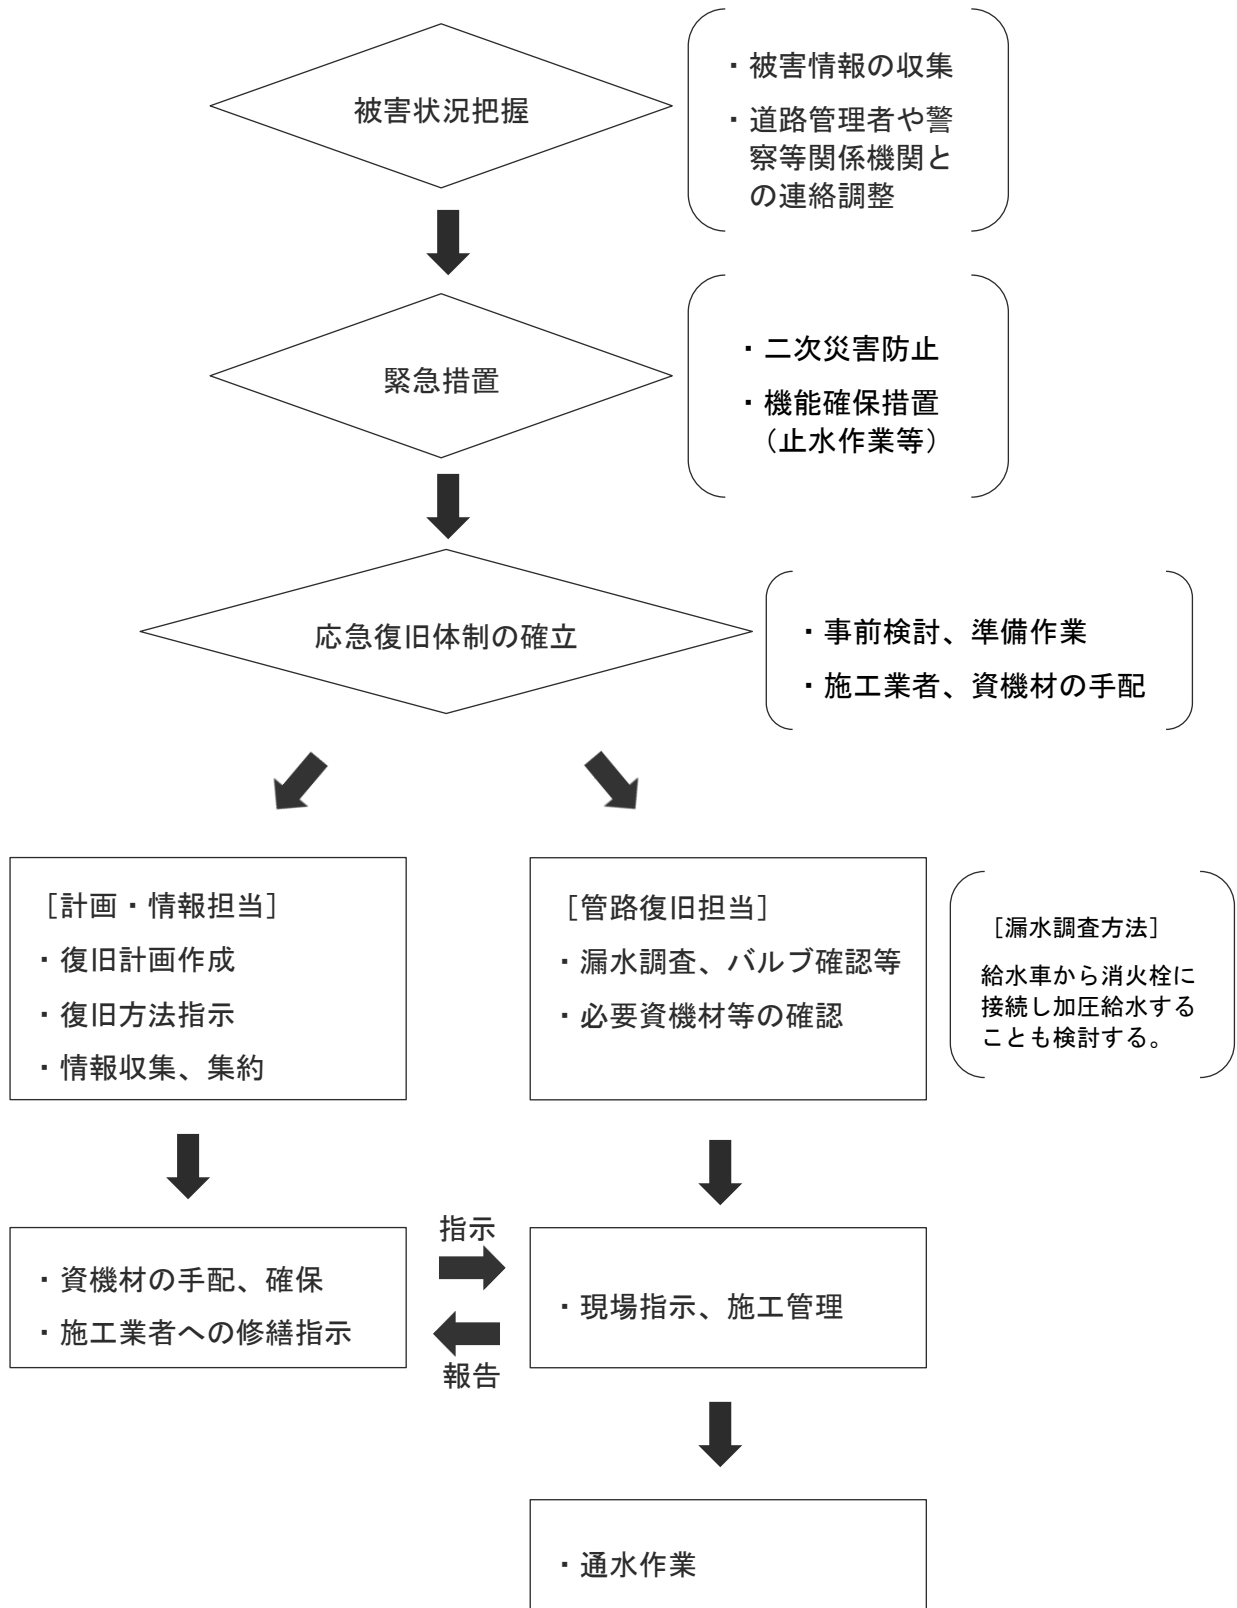 被害状況把握
・被害情報の収集
・道路管理者や警
察等関係機関と
の連絡調整
緊急措置
・二次災害防止
・機能確保措置
（止水作業等）
応急復旧体制の確立
・事前検討、準備作業
・施工業者、資機材の手配
［計画・情報担当］
・復旧計画作成
・復旧方法指示
・情報収集、集約
［管路復旧担当］
・漏水調査、バルブ確認等
・必要資機材等の確認
［漏水調査方法］
給水車から消火栓に
接続し加圧給水する
ことも検討する。
・資機材の手配、確保
・施工業者への修繕指示
指示
報告
・現場指示、施工管理
・通水作業